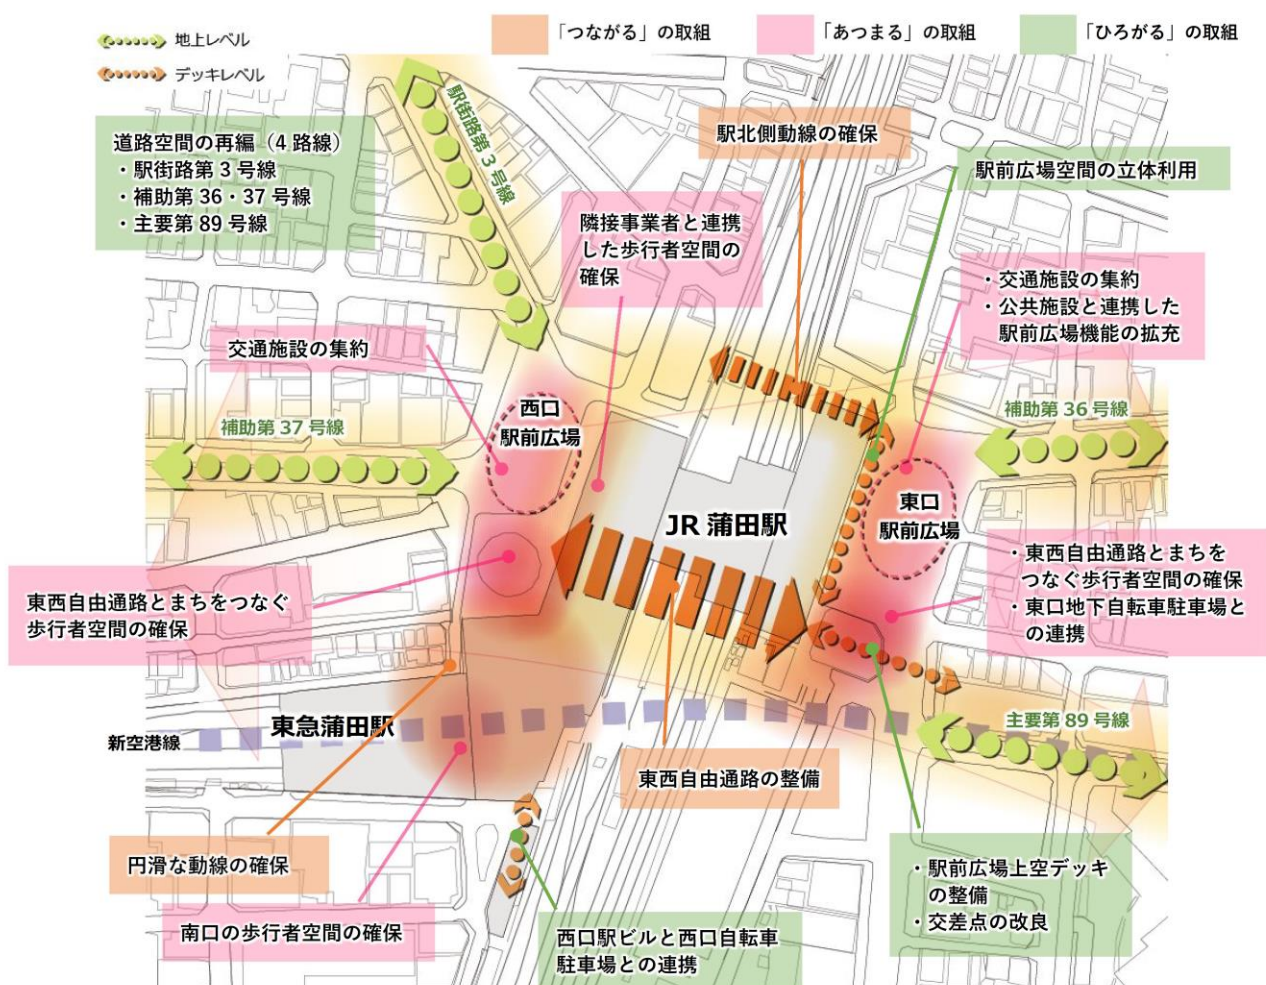 地上レベル
デッキレベル
「つながる」の取組
「あつまる」の取組
「ひろがる」の取組
道路空間の再編（4 路線）
・駅街路第 3 号線
・補助第 36・37 号線
・主要第 89 号線
駅街路第 3 号線
駅北側動線の確保
駅前広場空間の立体利用
隣接事業者と連携
した歩行者空間の
確保
・交通施設の集約
・公共施設と連携した
駅前広場機能の拡充
交通施設の集約
西口
駅前広場
補助第 37 号線
補助第 36 号線
JR 蒲田駅
東口
駅前広場
・東西自由通路とまちを
つなぐ歩行者空間の確保
・東口地下自転車駐車場と
の連携
東西自由通路とまちをつなぐ
歩行者空間の確保
東急蒲田駅
新空港線
主要第 89 号線
東西自由通路の整備
円滑な動線の確保
南口の歩行者空間の確保
西口駅ビルと西口自転車
駐車場との連携
・駅前広場上空デッキ
の整備
・交差点の改良